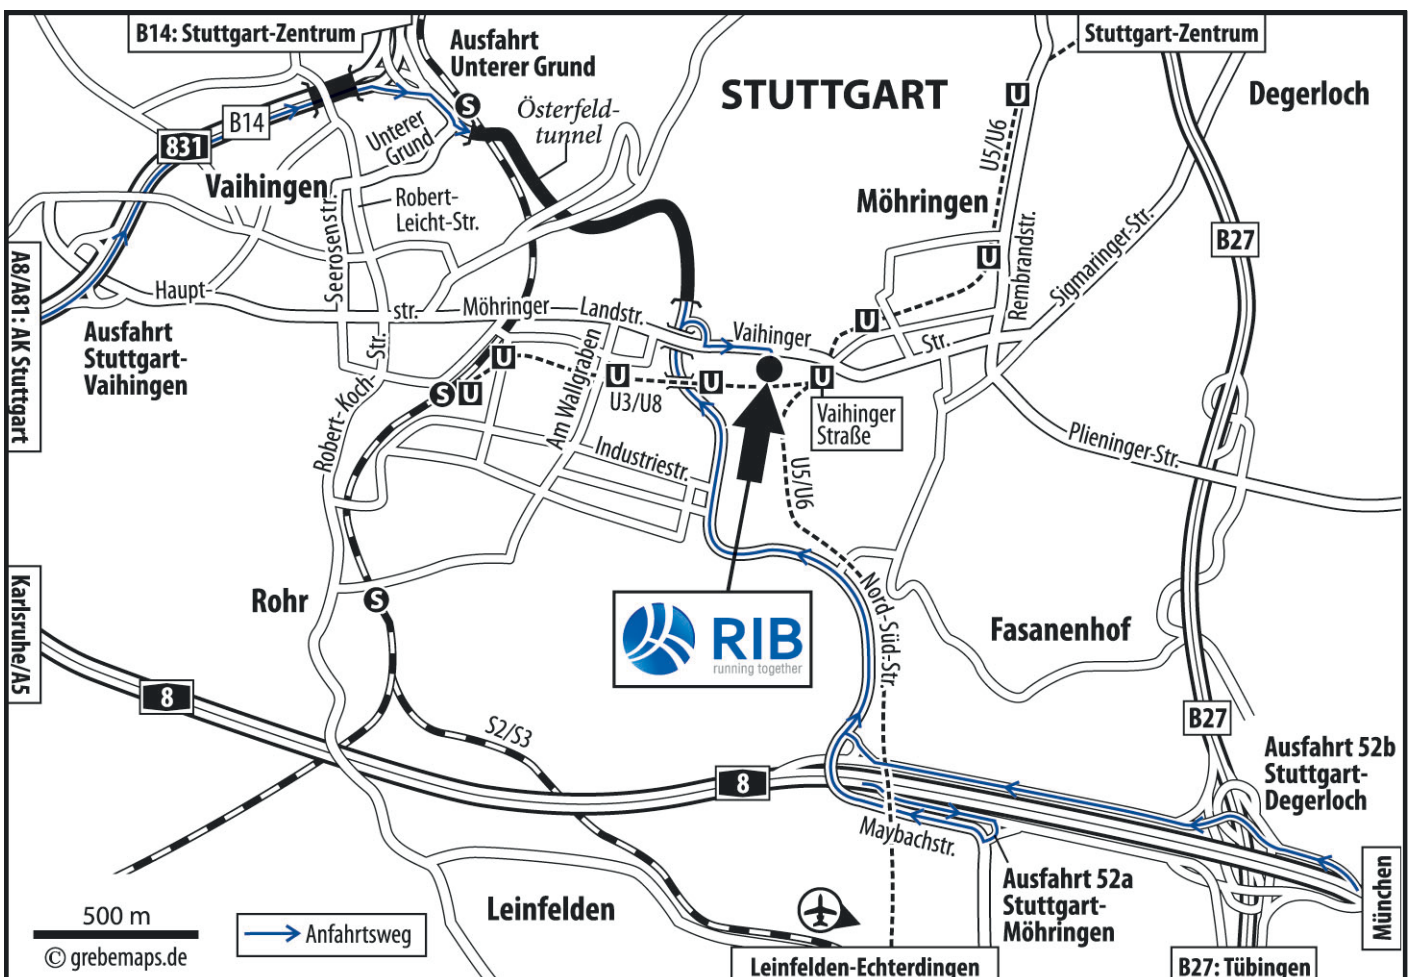 B14: Stuttgart-Zentrum
Ausfahrt
Unterer Grund
Stuttgart-Zentrum
STUTTGART
Degerloch
Österfeld-
tunnel
S
U
U5/U6
B14
831
Unterer
Grund
Vaihingen
Robert-
Leicht-Str.
Möhringen
Seerosenstr.
Rembrandtstr.
Sigmaringer-Str.
B27
U
A8/A81: AK Stuttgart
Haupt-
str.
Möhringer
Landstr.
Vaihinger
Str.
U
Ausfahrt
Stuttgart-
Vaihingen
U
U
U
U
U3/U8
S
U
Vaihinger
Straße
Robert-Koch-
Str.
Am Wallgraben
Industriestr.
U5/U6
Plieninger-Str.
Karlsruhe/A5
Rohr
S
RIB
running together
Nord-Süd-Str.
Fasanenhof
8
S2/S3
B27
Ausfahrt 52b
Stuttgart-
Degerloch
8
Maybachstr.
Ausfahrt 52a
Stuttgart-
Möhringen
München
Leinfelden
500 m
Anfahrtsweg
© grebemaps.de
Leinfelden-Echterdingen
B27: Tübingen